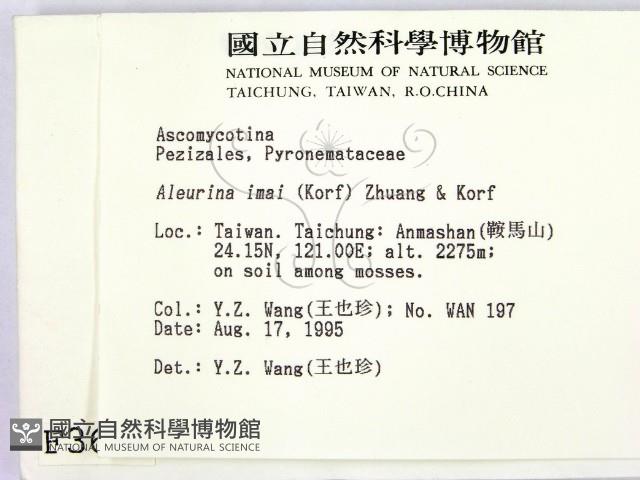 國立自然科學博物館
NATIONAL MUSEUM OF NATURAL SCIENCE
TAICHUNG, TAIWAN, R.O.CHINA
Ascomycotina
Pezizales, Pyronemataceae
Aleurina imai (Korf) Zhuang & Korf
Loc.: Taiwan. Taichung: Anmashan(鞍馬山)
24.15N, 121.00E; alt. 2275m;
on soil among mosses.
Col.: Y.Z. Wang(王也珍); No. WAN 197
Date: Aug. 17, 1995
Det.: Y.Z. Wang(王也珍)
國立自然科學博物館
NATIONAL MUSEUM OF NATURAL SCIENCE